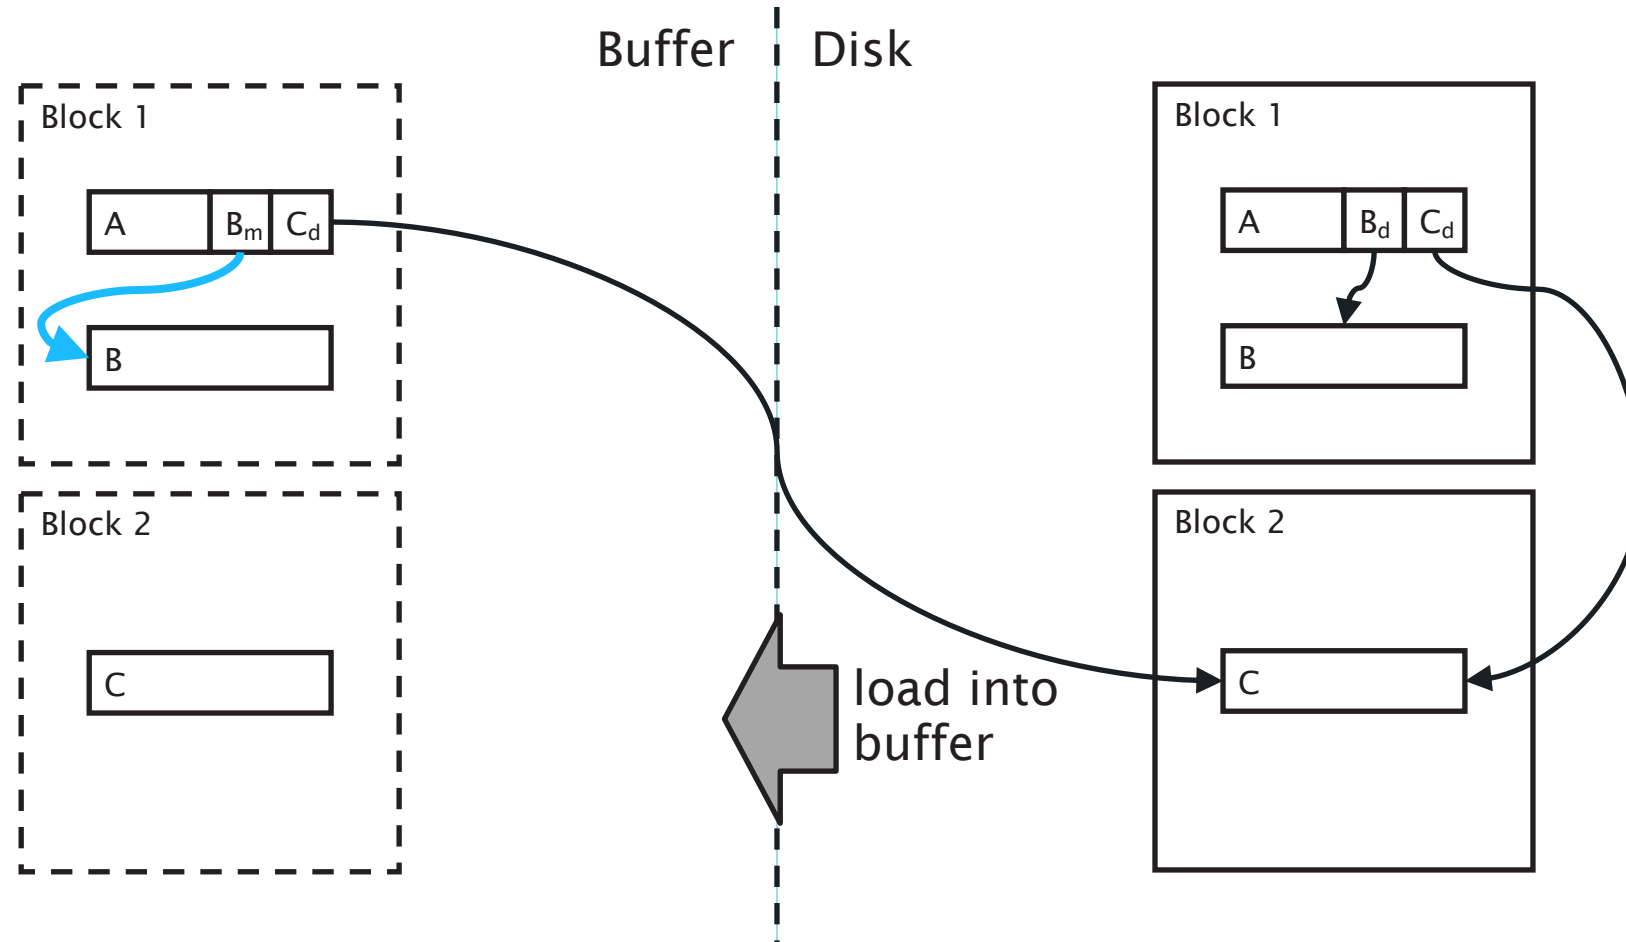 Buffer
Disk
Block 1
A
Bm
Cd
B
Block 2
C
load into
buffer
Block 1
A
Bd
Cd
B
Block 2
C